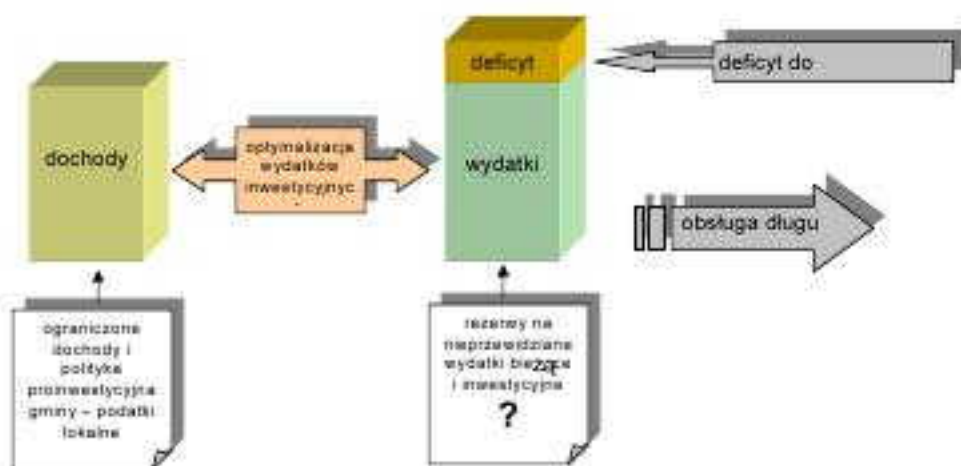 deficyt
deficyt do
dochody
optymalizacja
wydatków
inwestycyjnyc
wydatki
obsługa długu
ograniczone
dochody i
polityka
proinwestycyjna
gminy – podatki
lokalne
rezerwy na
nieprzewidziane
wydatki bieżące
i inwestycyjne
?